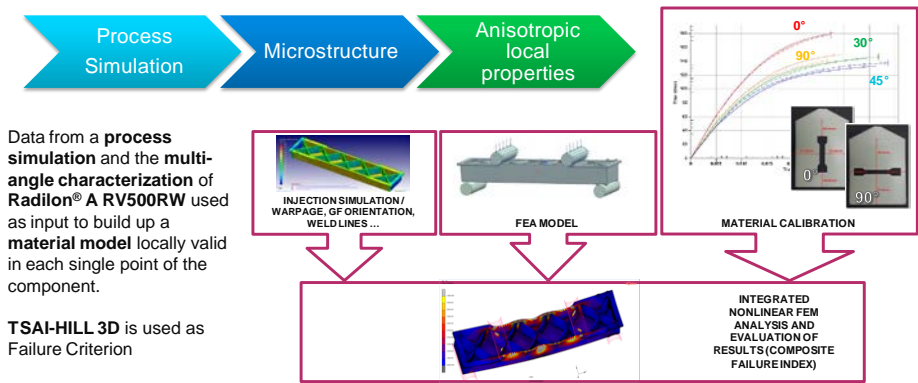 Process
Simulation
Microstructure
Anisotropic
local
properties
0°
30°
90°
45°
0°
90°
Data from a process
simulation and the multi-
angle characterization of
Radilon® A RV500RW used
as input to build up a
material model locally valid
in each single point of the
component.
TSAI-HILL 3D is used as
Failure Criterion
INJECTION SIMULATION /
WARPAGE, GF ORIENTATION,
WELD LINES ...
FEA MODEL
MATERIAL CALIBRATION
INTEGRATED
NONLINEAR FEM
ANALYSIS AND
EVALUATION OF
RESULTS (COMPOSITE
FAILURE INDEX)